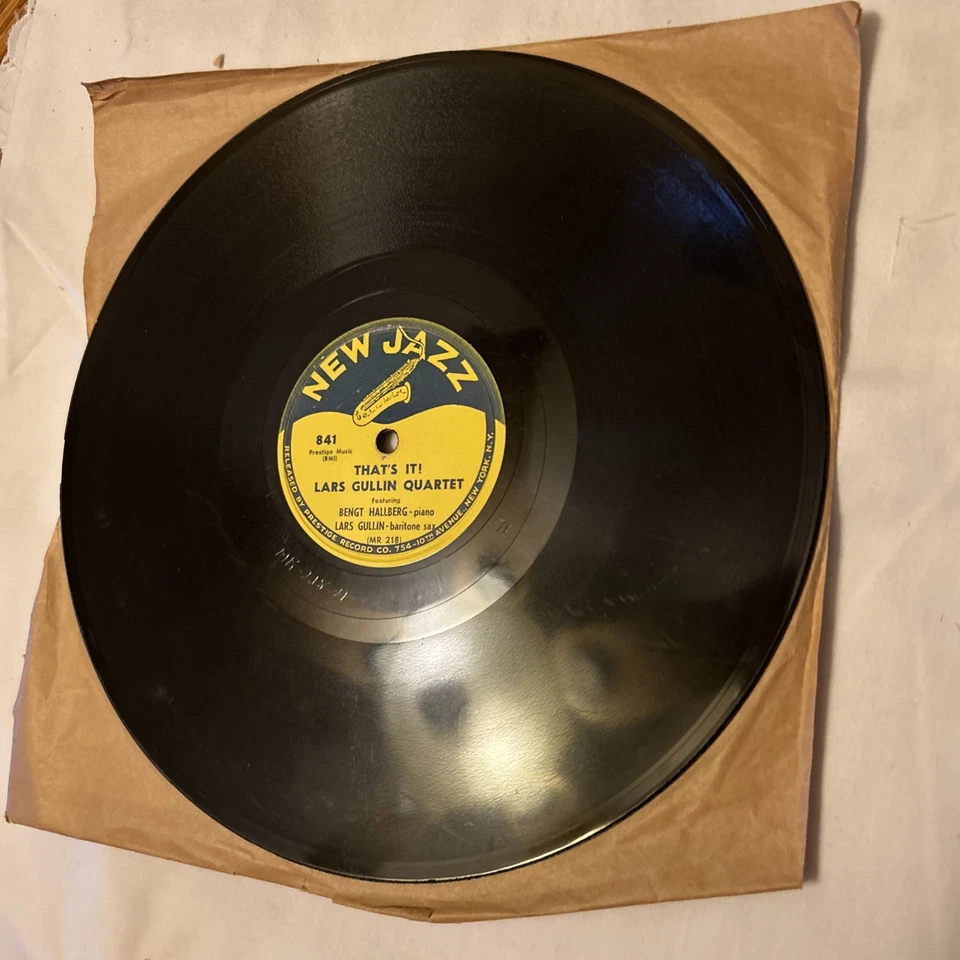 NEW JAZZ
841
Prestige Music
(BMI)
THAT'S IT!
LARS GULLIN QUARTET
Featuring
BENGT HALLBERG-piano
LARS GULLIN-baritone sax
(MR 218)
RELEASED BY PRESTIGE RECORD CO. 754-10TH AVENUE, NEW YORK, N.Y.